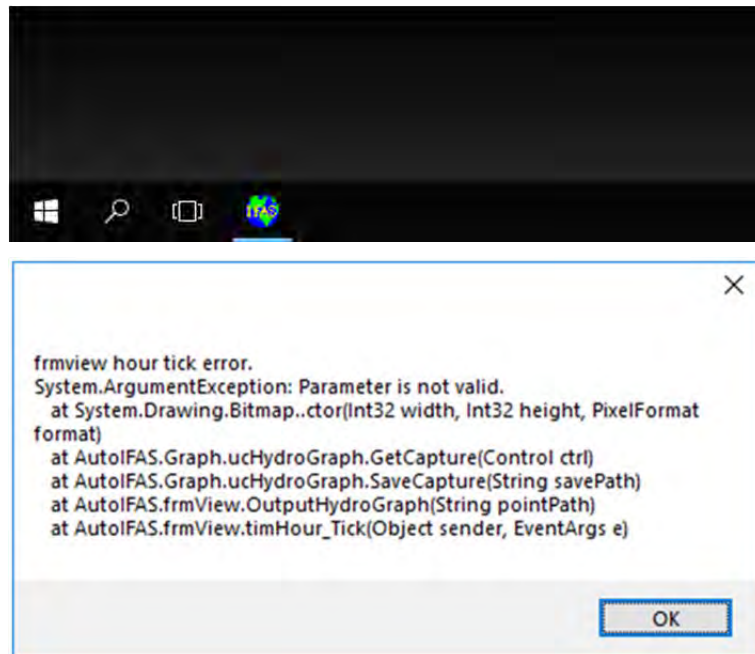 IFAS
frmview hour tick error.
System.ArgumentException: Parameter is not valid.
at System.Drawing.Bitmap..ctor(Int32 width, Int32 height, PixelFormat
format)
at AutoIFAS.Graph.ucHydroGraph.GetCapture(Control ctrl)
at AutoIFAS.Graph.ucHydroGraph.SaveCapture(String savePath)
at AutoIFAS.frmView.OutputHydroGraph(String pointPath)
at AutoIFAS.frmView.timHour_Tick(Object sender, EventArgs e)
OK